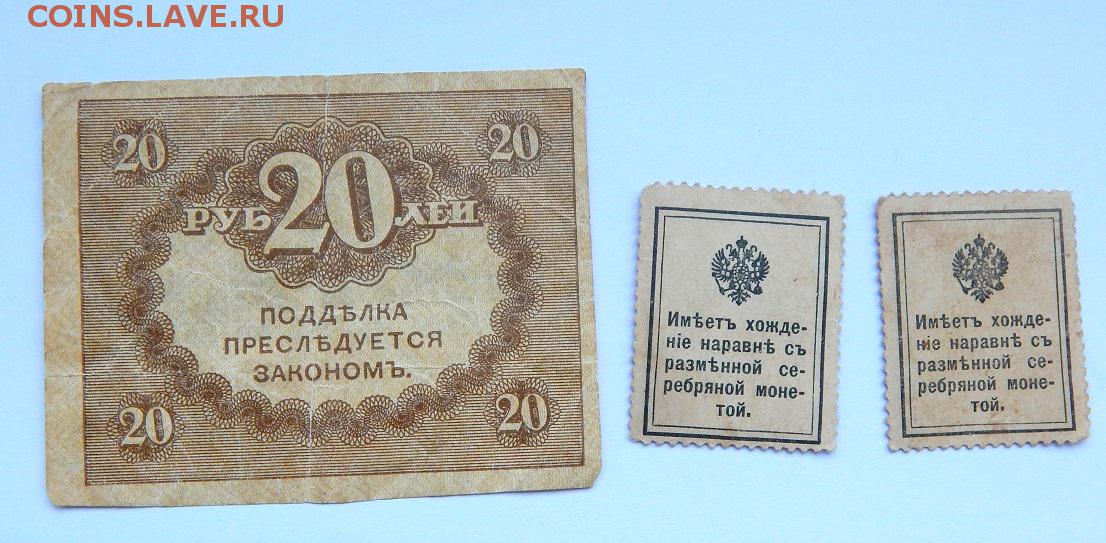 COINS.LAVE.RU
20 20
РУБ 20 ЛЕЙ
ПОДДѢЛКА
ПРЕСЛѢДУЕТСЯ
ЗАКОНОМЪ.
20 20
Имѣетъ хожде-
ніе наравнѣ съ
размѣнной се-
ребряной моне-
той.
Имѣетъ хожде-
ніе наравнѣ съ
размѣнной се-
ребряной моне-
той.